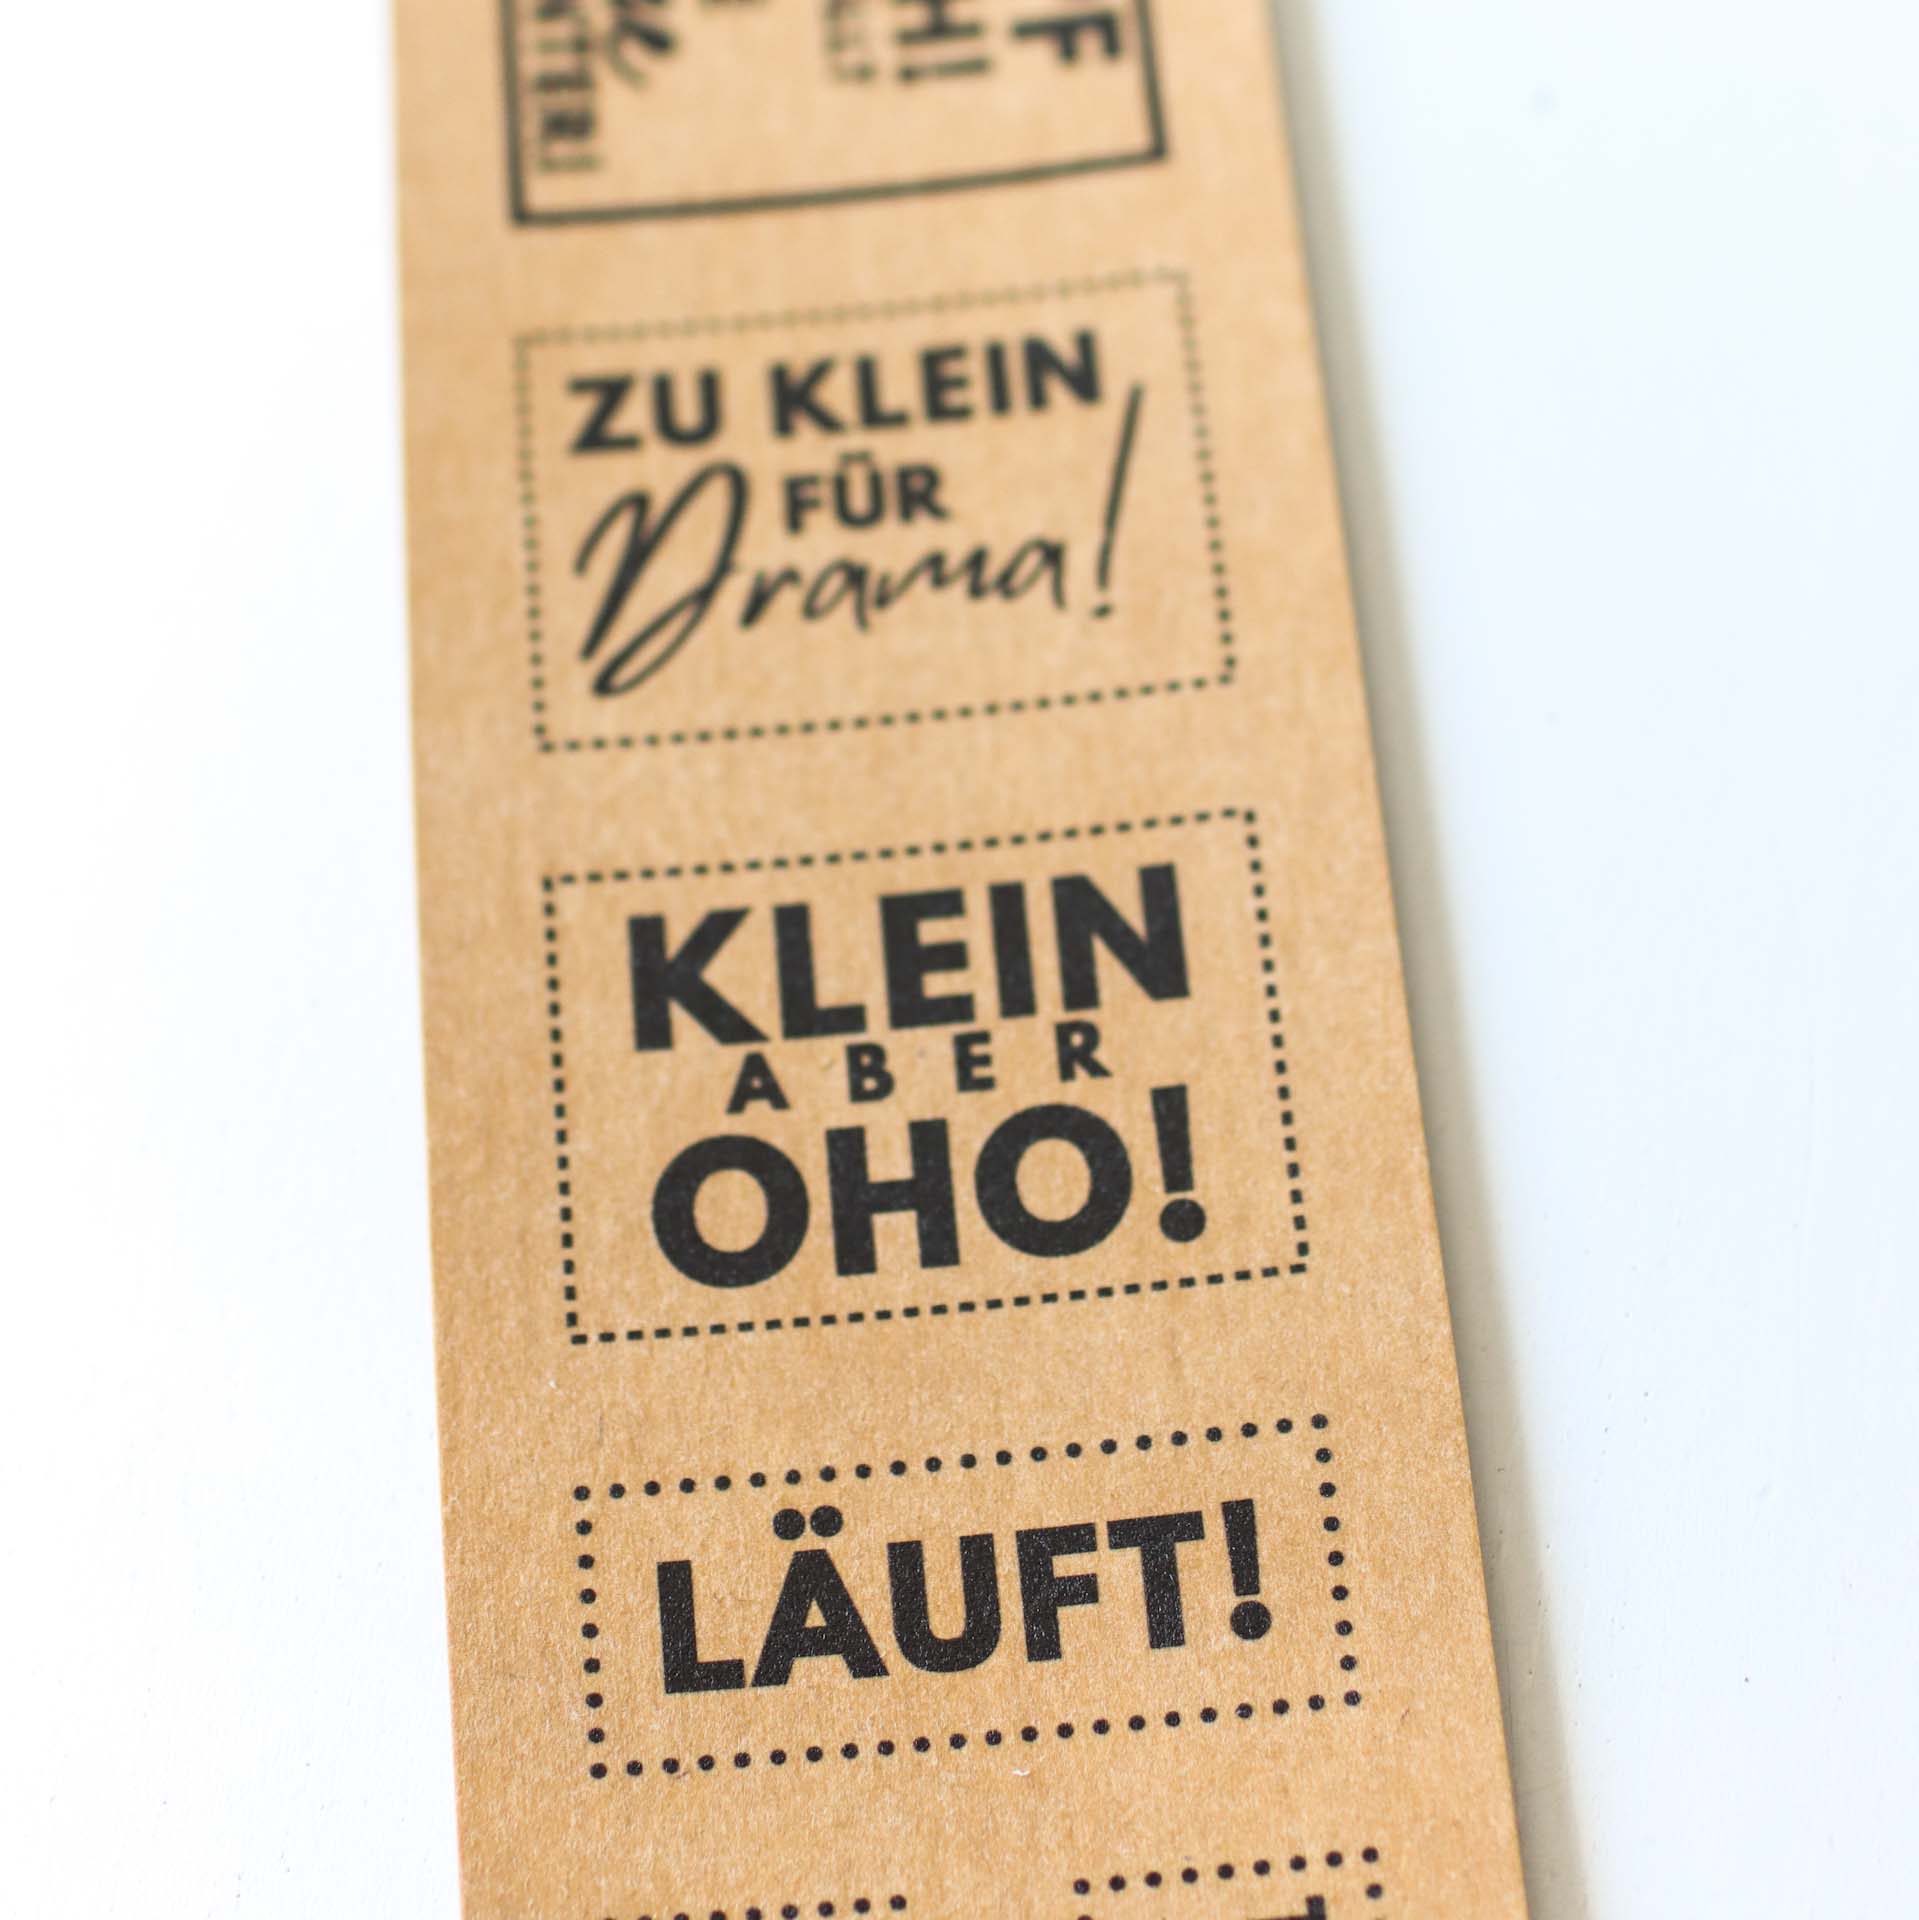 ZU KLEIN
FÜR
Drama!
KLEIN
ABER
OHO!
LÄUFT!